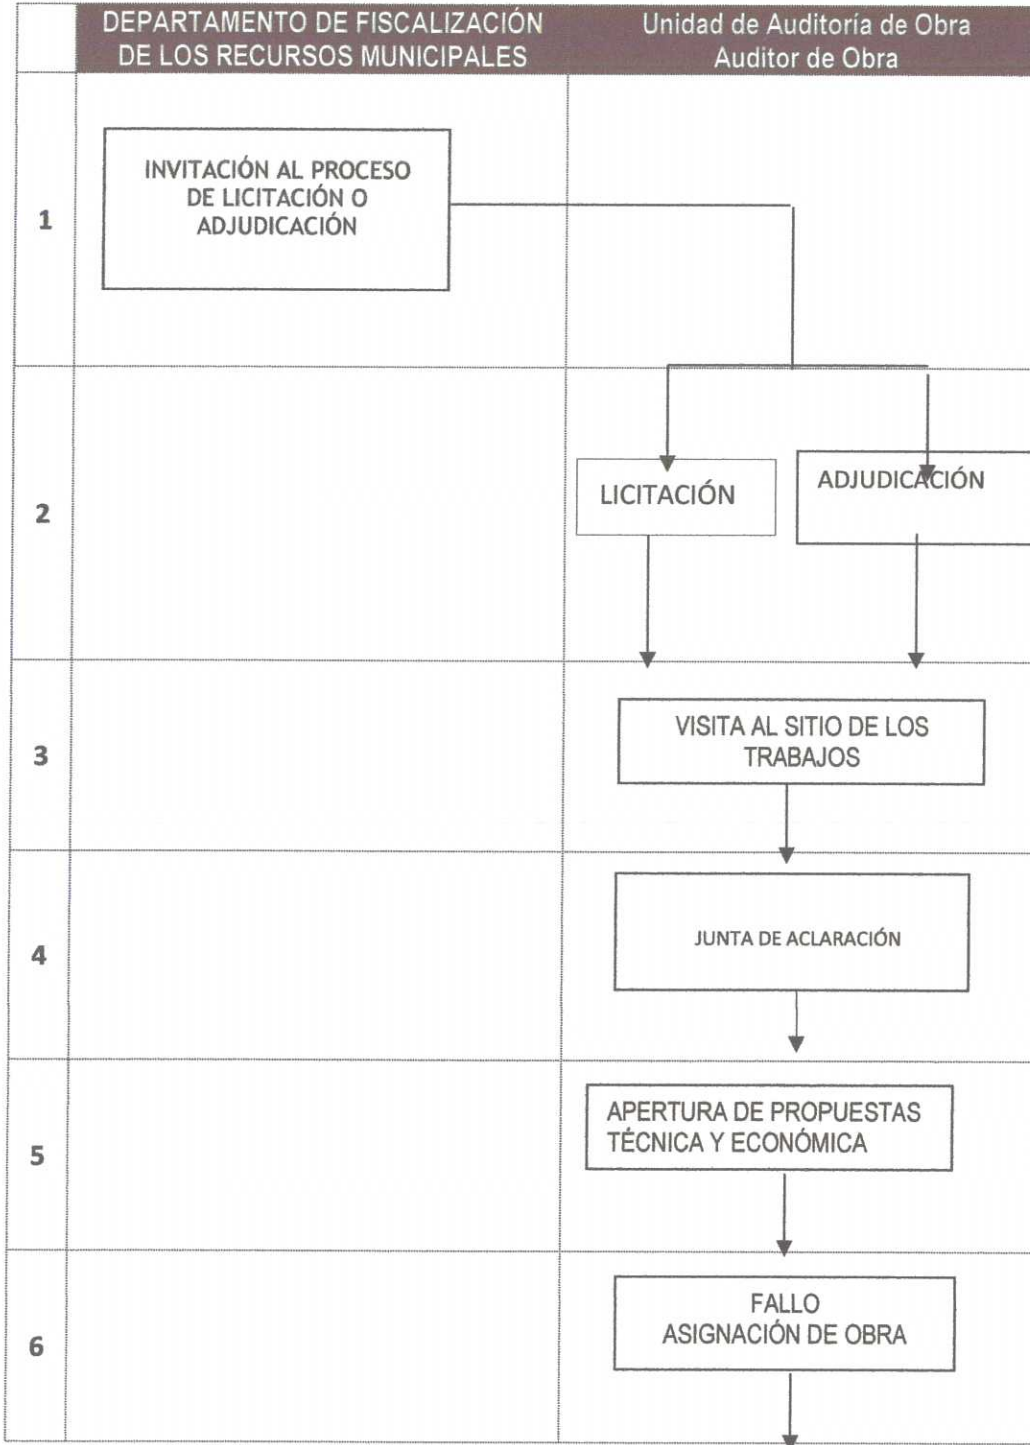 DEPARTAMENTO DE FISCALIZACIÓN
DE LOS RECURSOS MUNICIPALES
Unidad de Auditoría de Obra
Auditor de Obra
1
INVITACIÓN AL PROCESO
DE LICITACIÓN O
ADJUDICACIÓN
2
LICITACIÓN
ADJUDICACIÓN
3
VISITA AL SITIO DE LOS
TRABAJOS
4
JUNTA DE ACLARACIÓN
5
APERTURA DE PROPUESTAS
TÉCNICA Y ECONÓMICA
6
FALLO
ASIGNACIÓN DE OBRA